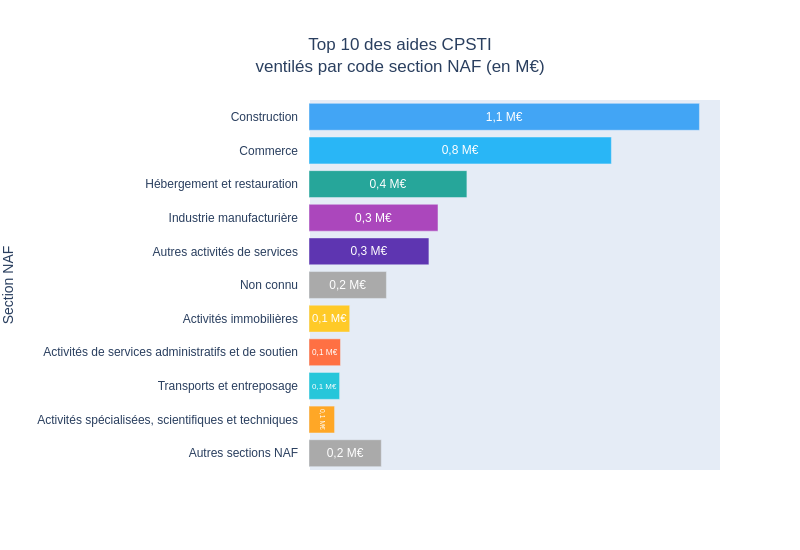 Top 10 des aides CPSTI
ventilés par code section NAF (en M€)
Section NAF
Construction 1,1 M€
Commerce 0,8 M€
Hébergement et restauration 0,4 M€
Industrie manufacturière 0,3 M€
Autres activités de services 0,3 M€
Non connu 0,2 M€
Activités immobilières 0,1 M€
Activités de services administratifs et de soutien 0,1 M€
Transports et entreposage 0,1 M€
Activités spécialisées, scientifiques et techniques 0,1 M€
Autres sections NAF 0,2 M€